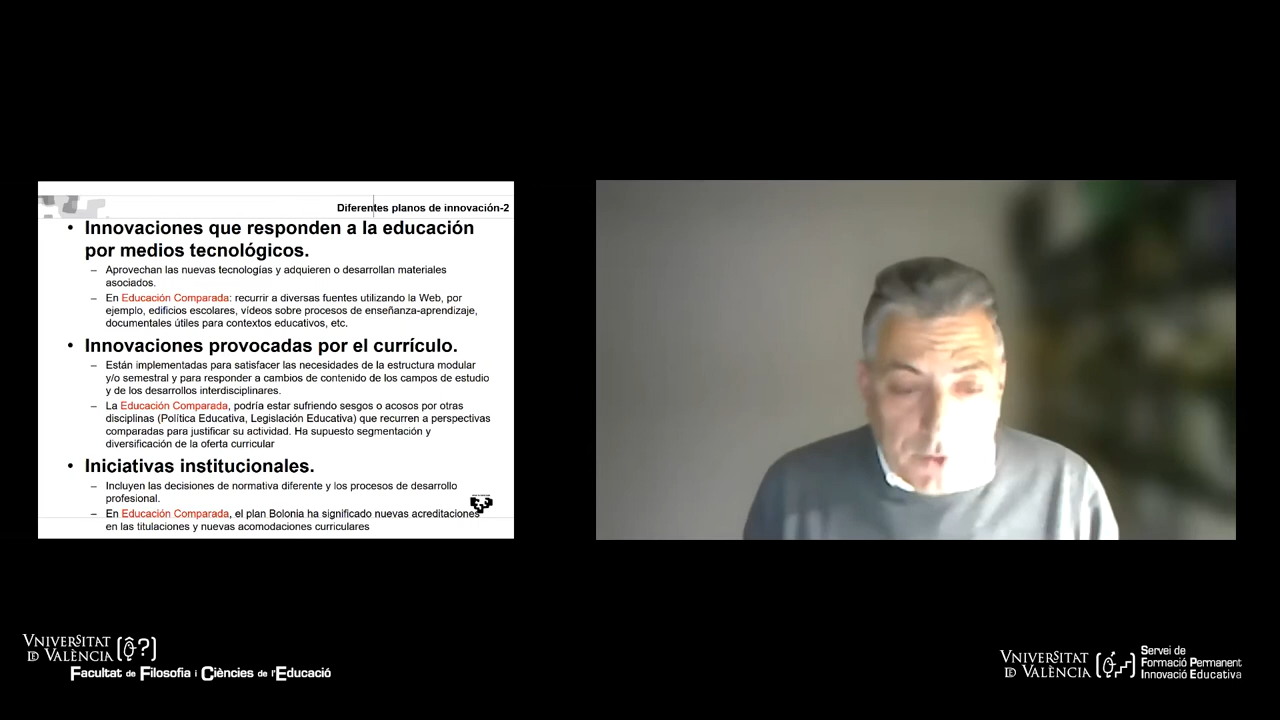 Diferentes planos de innovación-2
• Innovaciones que responden a la educación
por medios tecnológicos.
– Aprovechan las nuevas tecnologías y adquieren o desarrollan materiales
asociados.
– En Educación Comparada: recurrir a diversas fuentes utilizando la Web, por
ejemplo, edificios escolares, vídeos sobre procesos de enseñanza-aprendizaje,
documentales útiles para contextos educativos, etc.
• Innovaciones provocadas por el currículo.
– Están implementadas para satisfacer las necesidades de la estructura modular
y/o semestral y para responder a cambios de contenido de los campos de estudio
y de los desarrollos interdisciplinares.
– La Educación Comparada, podría estar sufriendo sesgos o acosos por otras
disciplinas (Política Educativa, Legislación Educativa) que recurren a perspectivas
comparadas para justificar su actividad. Ha supuesto segmentación y
diversificación de la oferta curricular
• Iniciativas institucionales.
– Incluyen las decisiones de normativa diferente y los procesos de desarrollo
profesional.
– En Educación Comparada, el plan Bolonia ha significado nuevas acreditaciones
en las titulaciones y nuevas acomodaciones curriculares
VNIVERSITAT
ID VALÈNCIA
Facultat de Filosofia i Ciències de l'Educació
VNIVERSITAT
ID VALÈNCIA
Servei de
Formació Permanent
Innovació Educativa